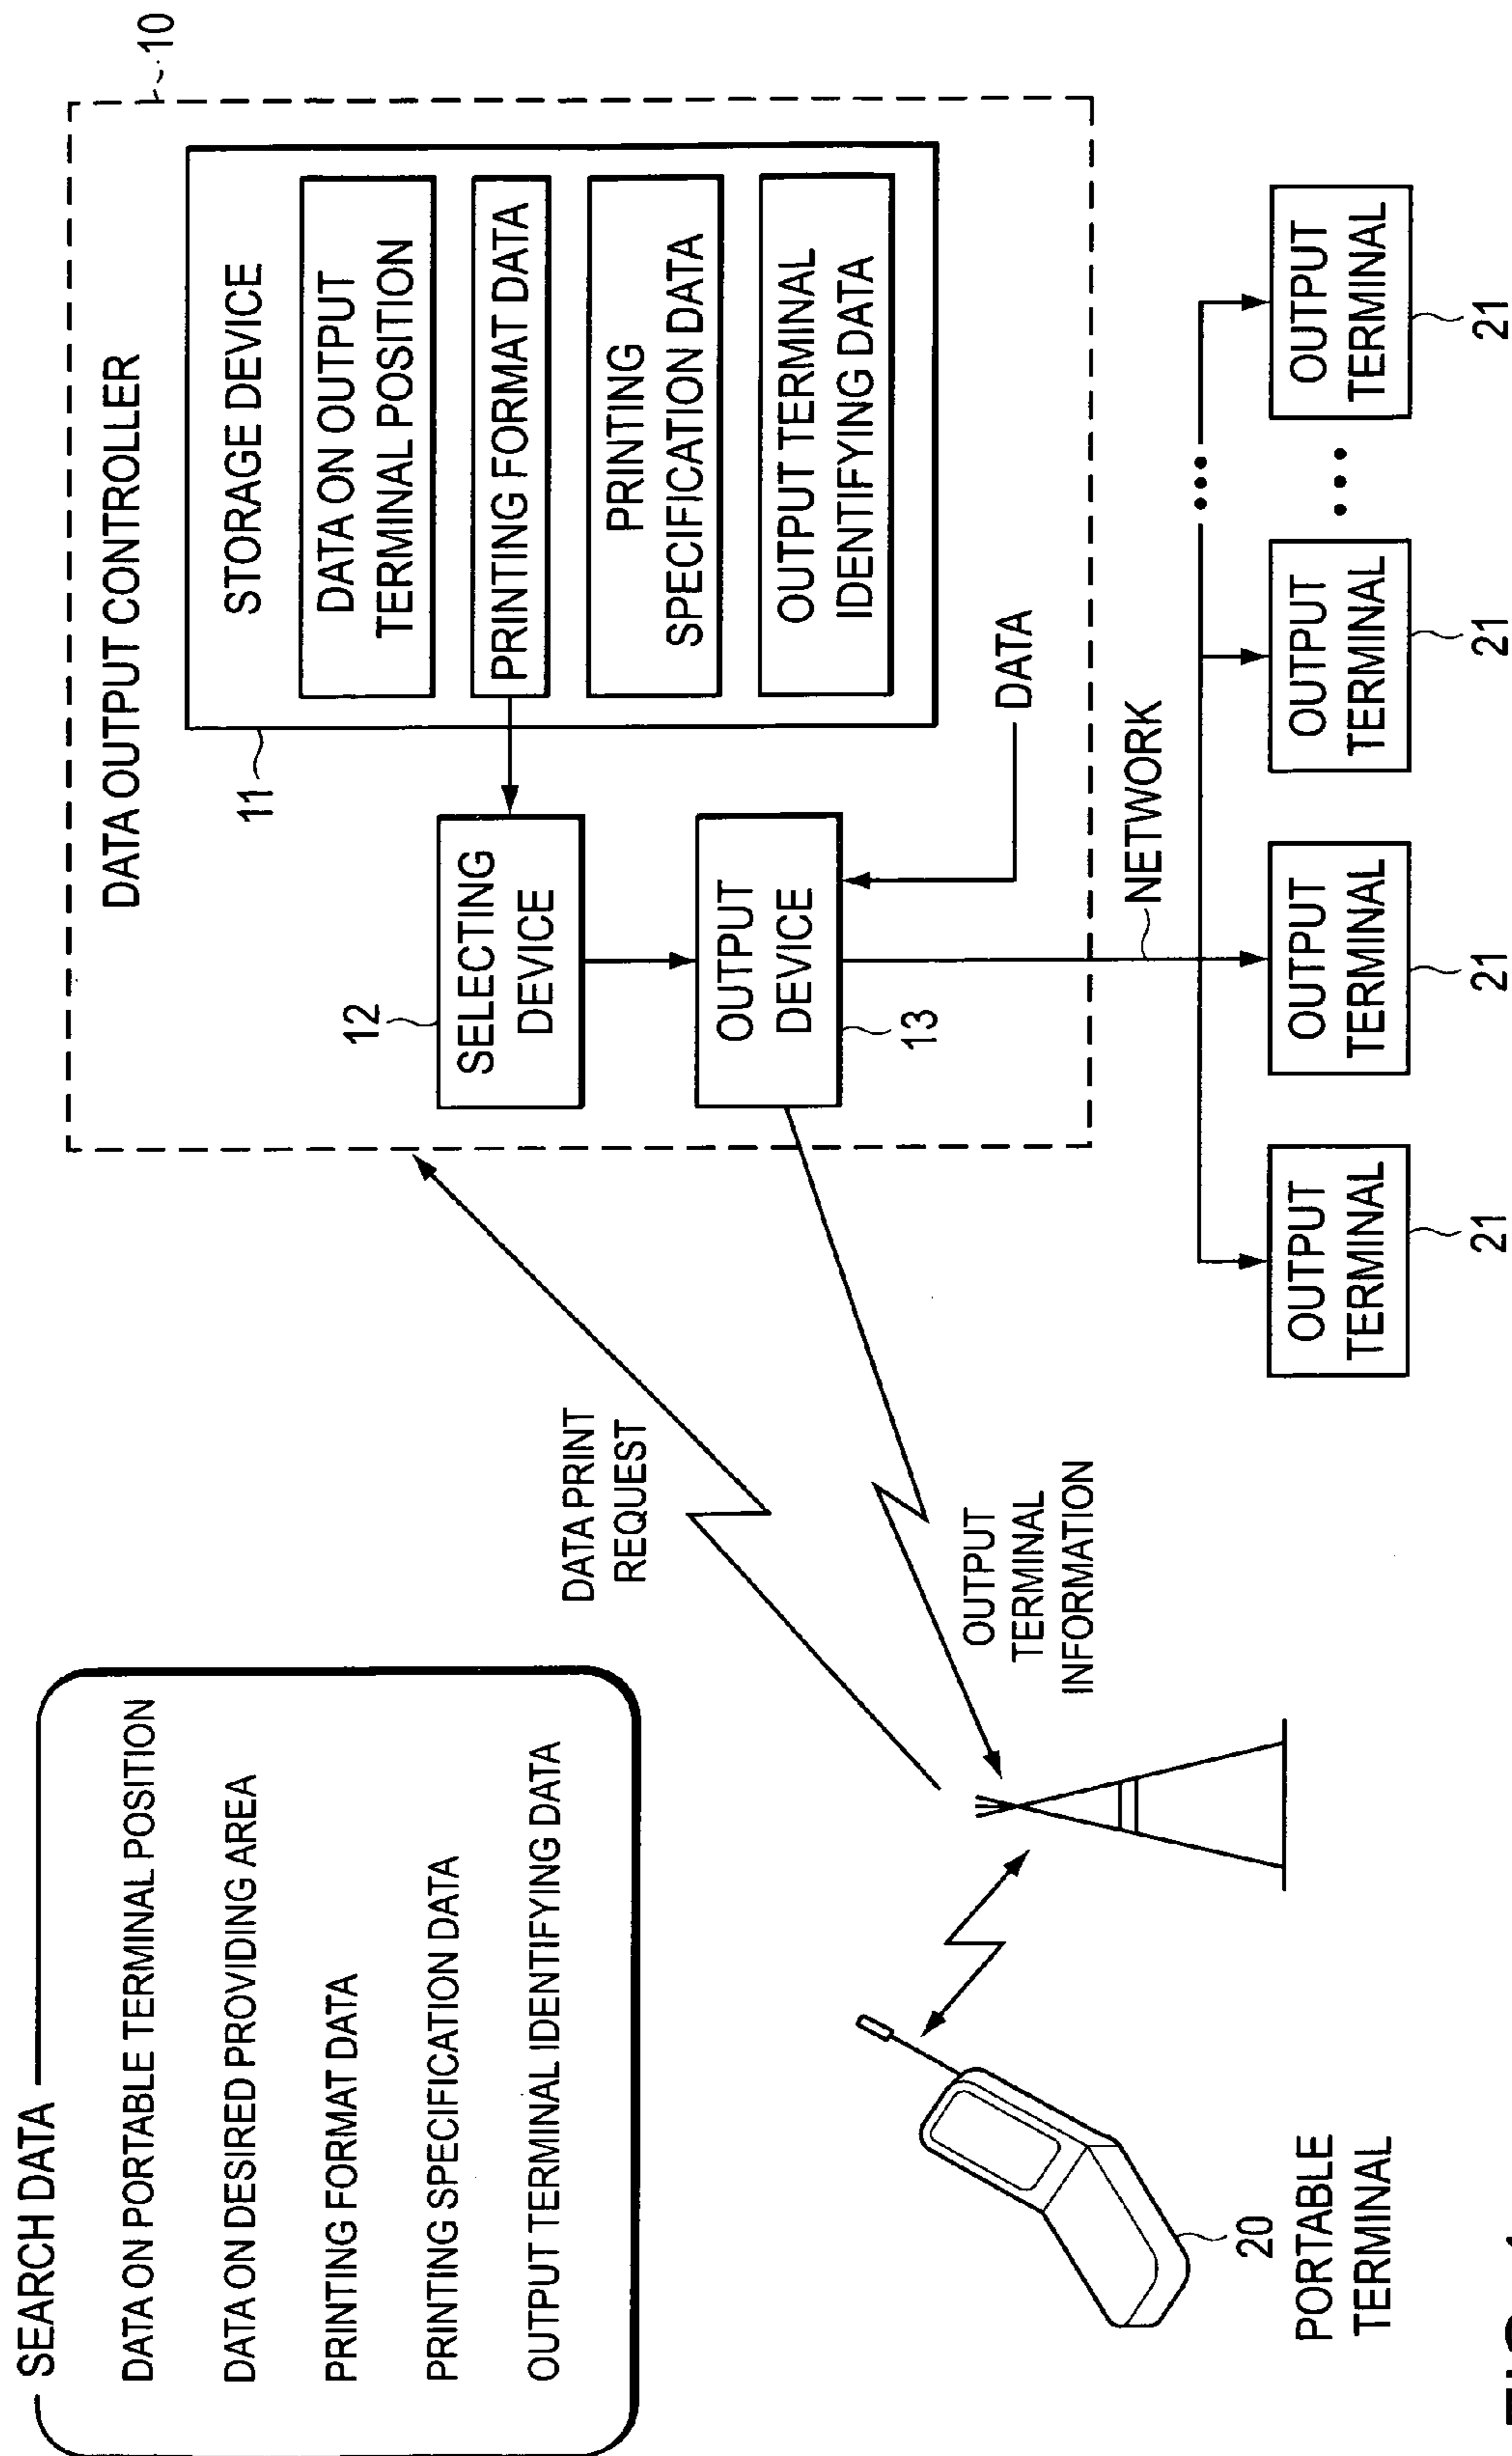 SEARCH DATA
DATA ON PORTABLE TERMINAL POSITION
DATA ON DESIRED PROVIDING AREA
PRINTING FORMAT DATA
PRINTING SPECIFICATION DATA
OUTPUT TERMINAL IDENTIFYING DATA
DATA PRINT
REQUEST
OUTPUT
TERMINAL
INFORMATION
20
PORTABLE
TERMINAL
10
DATA OUTPUT CONTROLLER
11
STORAGE DEVICE
DATA ON OUTPUT
TERMINAL POSITION
PRINTING FORMAT DATA
PRINTING
SPECIFICATION DATA
OUTPUT TERMINAL
IDENTIFYING DATA
12
SELECTING
DEVICE
OUTPUT
DEVICE
13
DATA
NETWORK
OUTPUT
TERMINAL
21
OUTPUT
TERMINAL
21
OUTPUT
TERMINAL
21
OUTPUT
TERMINAL
21